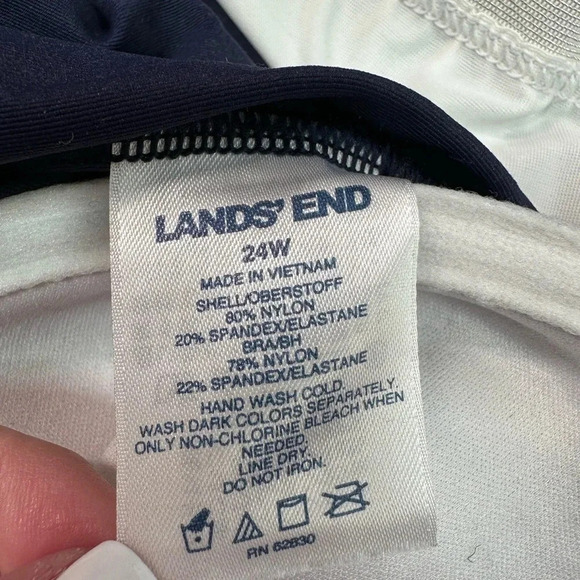 LANDS' END
24W
MADE IN VIETNAM
SHELL/OBERSTOFF
80% NYLON
20% SPANDEX/ELASTANE
BRA/BH
78% NYLON
22% SPANDEX/ELASTANE
HAND WASH COLD.
WASH DARK COLORS SEPARATELY.
ONLY NON-CHLORINE BLEACH WHEN
NEEDED.
LINE DRY.
DO NOT IRON.
RN 62830